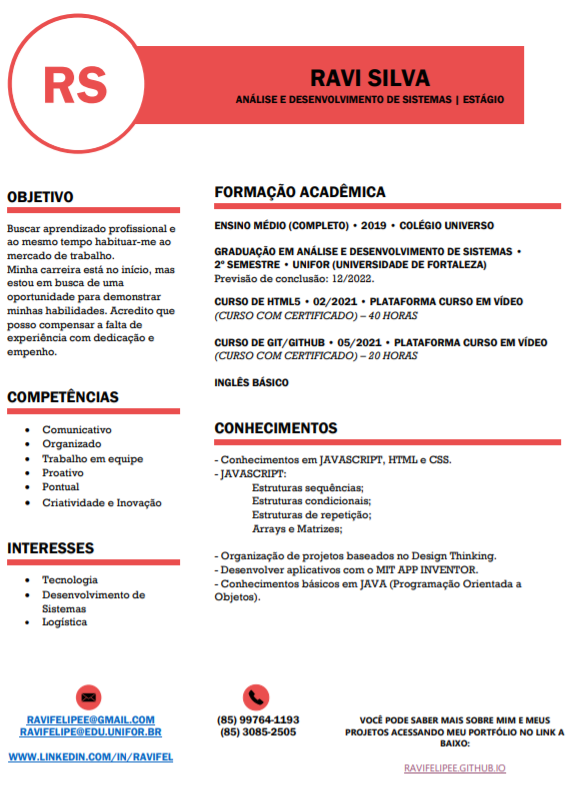 RS
RAVI SILVA
ANÁLISE E DESENVOLVIMENTO DE SISTEMAS | ESTÁGIO
OBJETIVO
Buscar aprendizado profissional e
ao mesmo tempo habituar-me ao
mercado de trabalho.
Minha carreira está no início, mas
estou em busca de uma
oportunidade para demonstrar
minhas habilidades. Acredito que
posso compensar a falta de
experiência com dedicação e
empenho.
COMPETÊNCIAS
• Comunicativo
• Organizado
• Trabalho em equipe
• Proativo
• Pontual
• Criatividade e Inovação
INTERESSES
• Tecnologia
• Desenvolvimento de
Sistemas
• Logística
FORMAÇÃO ACADÊMICA
ENSINO MÉDIO (COMPLETO) • 2019 • COLÉGIO UNIVERSO
GRADUAÇÃO EM ANÁLISE E DESENVOLVIMENTO DE SISTEMAS •
2º SEMESTRE • UNIFOR (UNIVERSIDADE DE FORTALEZA)
Previsão de conclusão: 12/2022.
CURSO DE HTML5 • 02/2021 • PLATAFORMA CURSO EM VÍDEO
(CURSO COM CERTIFICADO) – 40 HORAS
CURSO DE GIT/GITHUB • 05/2021 • PLATAFORMA CURSO EM VÍDEO
(CURSO COM CERTIFICADO) – 20 HORAS
INGLÊS BÁSICO
CONHECIMENTOS
- Conhecimentos em JAVASCRIPT, HTML e CSS.
- JAVASCRIPT:
Estruturas sequências;
Estruturas condicionais;
Estruturas de repetição;
Arrays e Matrizes;
- Organização de projetos baseados no Design Thinking.
- Desenvolver aplicativos com o MIT APP INVENTOR.
- Conhecimentos básicos em JAVA (Programação Orientada a
Objetos).
RAVIFELIPEE@GMAIL.COM
RAVIFELIPE@EDU.UNIFOR.BR
WWW.LINKEDIN.COM/IN/RAVIFEL
(85) 99764-1193
(85) 3085-2505
VOCÊ PODE SABER MAIS SOBRE MIM E MEUS
PROJETOS ACESSANDO MEU PORTFÓLIO NO LINK A
BAIXO:
RAVIFELIPEE.GITHUB.IO